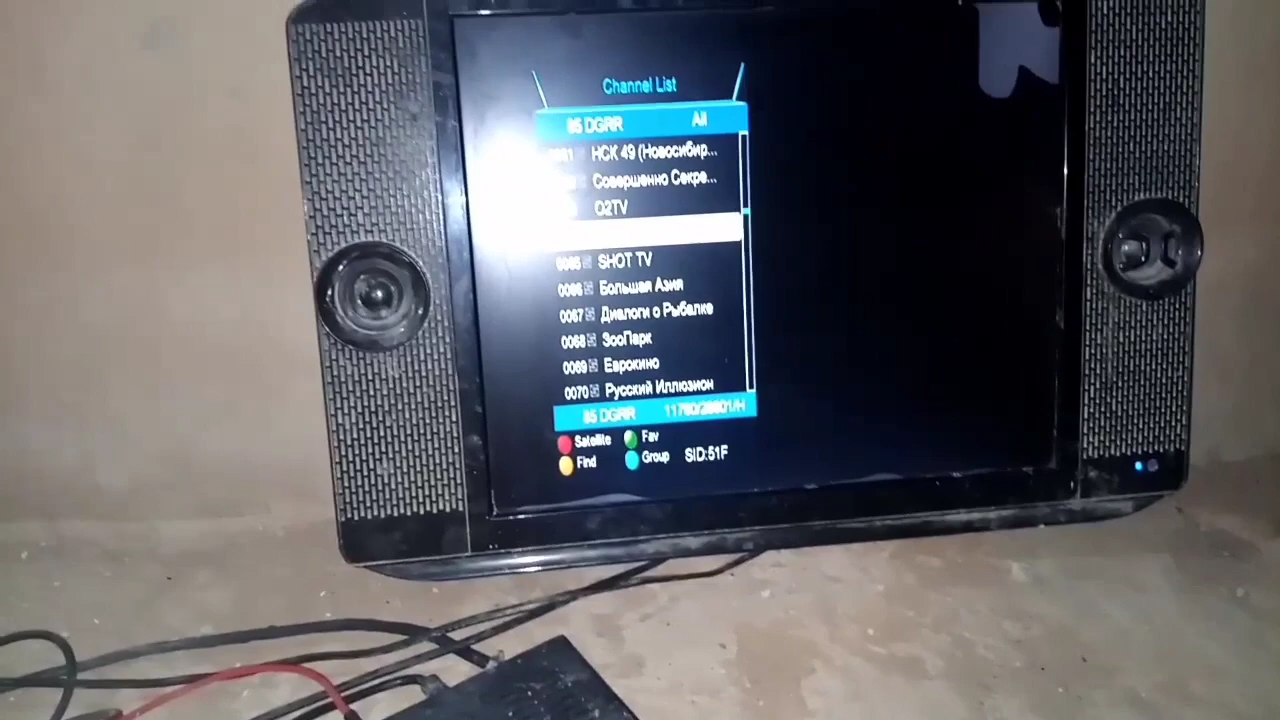 Channel List
85 DGRR All
НСК 49 (Новосибир...
Совершенно Секре...
O2TV
0065 SHOT TV
0066 Большая Азия
0067 Диалоги о Рыбалке
0068 ЗооПарк
0069 Еврокино
0070 Русский Иллюзион
85 DGRR
Satellite Fav
Find Group SID:51F